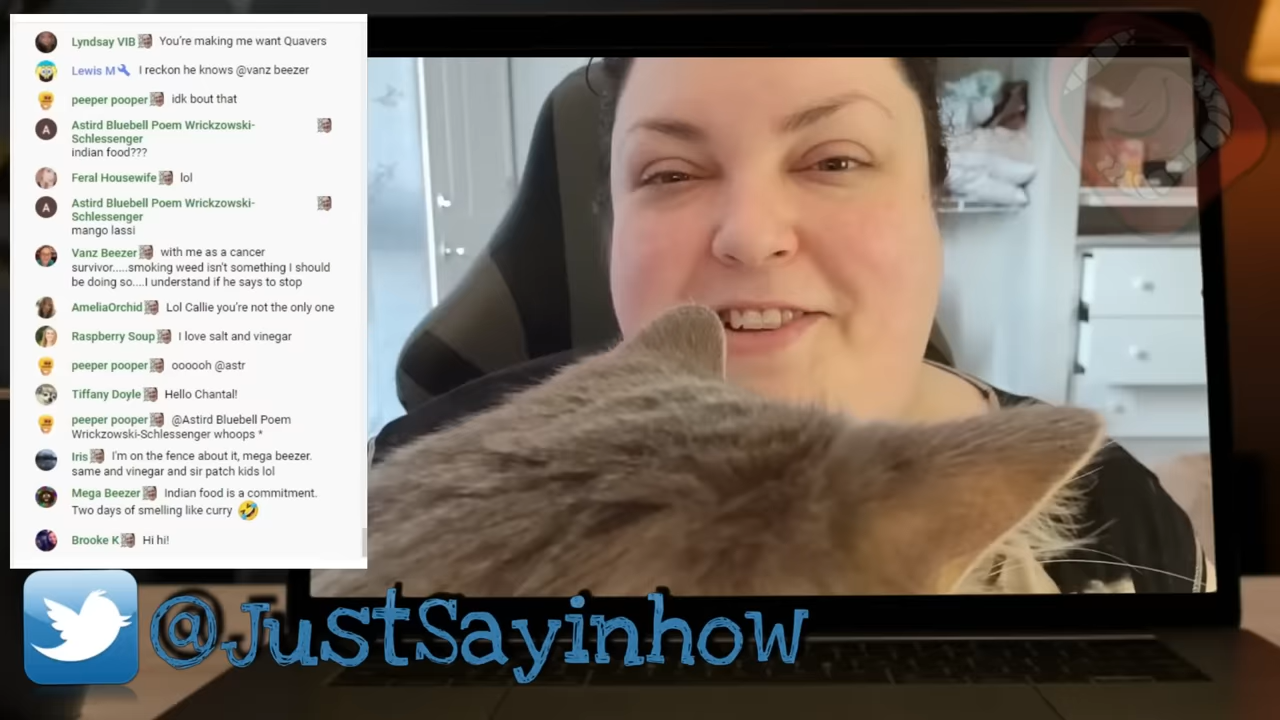 Lyndsay VIB You're making me want Quavers
Lewis M I reckon he knows @vanz beezer
peeper pooper idk bout that
Astird Bluebell Poem Wrickzowski-
Schlessenger
indian food???
Feral Housewife lol
Astird Bluebell Poem Wrickzowski-
Schlessenger
mango lassi
Vanz Beezer with me as a cancer
survivor.....smoking weed isn't something I should
be doing so....I understand if he says to stop
AmeliaOrchid Lol Callie you're not the only one
Raspberry Soup I love salt and vinegar
peeper pooper oooooh @astr
Tiffany Doyle Hello Chantal!
peeper pooper @Astird Bluebell Poem
Wrickzowski-Schlessenger whoops *
Iris I'm on the fence about it, mega beezer.
same and vinegar and sir patch kids lol
Mega Beezer Indian food is a commitment.
Two days of smelling like curry 🤣
Brooke K Hi hi!
A
A
@JustSayinhow